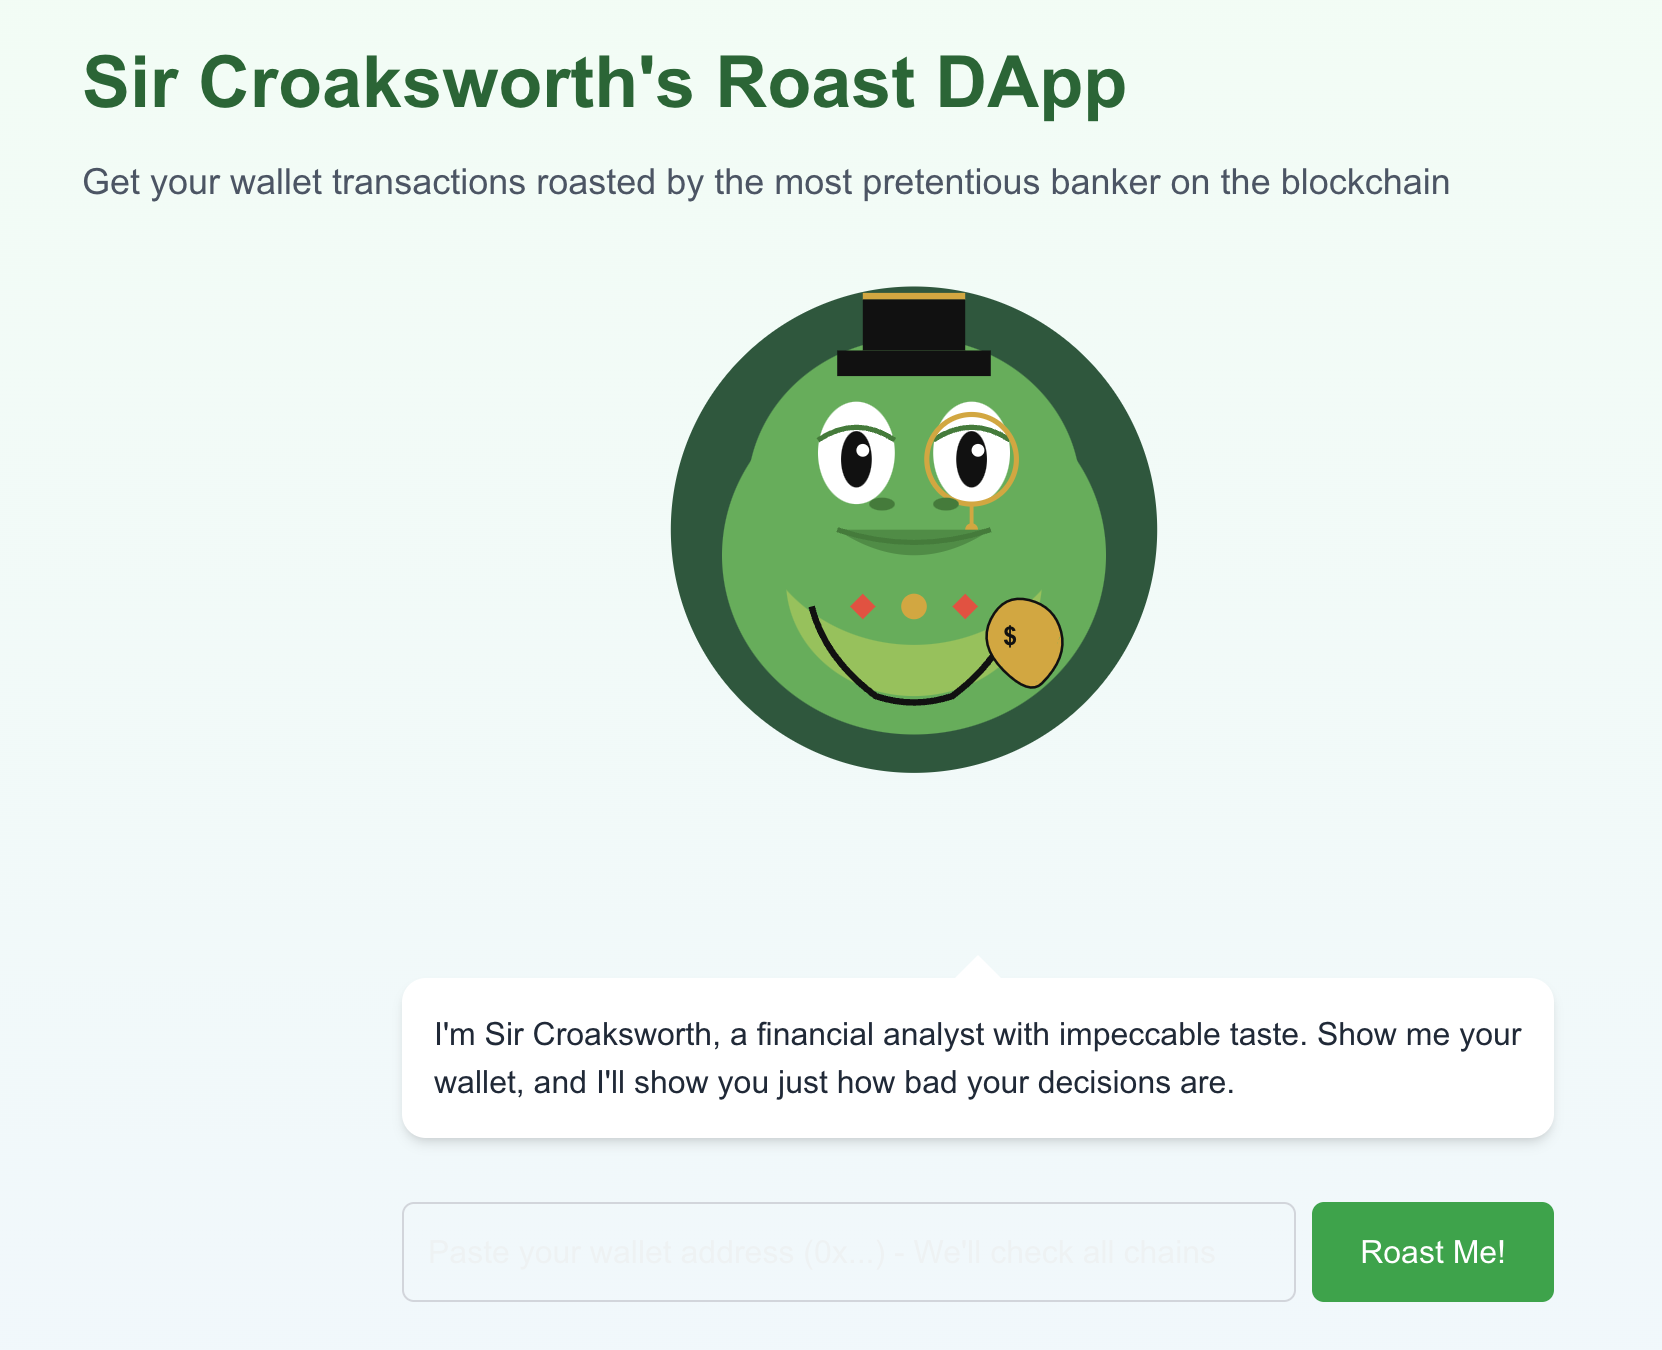 Sir Croaksworth's Roast DApp
Get your wallet transactions roasted by the most pretentious banker on the blockchain
$
I'm Sir Croaksworth, a financial analyst with impeccable taste. Show me your
wallet, and I'll show you just how bad your decisions are.
Paste your wallet address (0x...) - We'll check all chains
Roast Me!